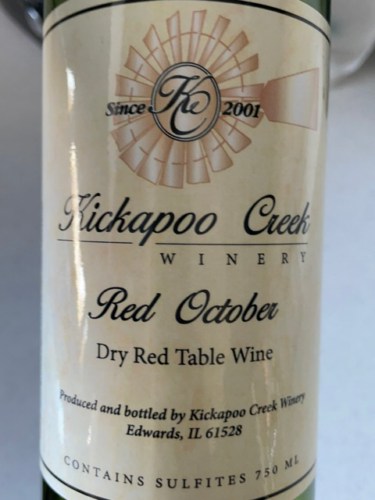 Since KC 2001
Kickapoo Creek
WINERY
Red October
Dry Red Table Wine
Produced and bottled by Kickapoo Creek Winery
Edwards, IL 61528
CONTAINS SULFITES 750 ML